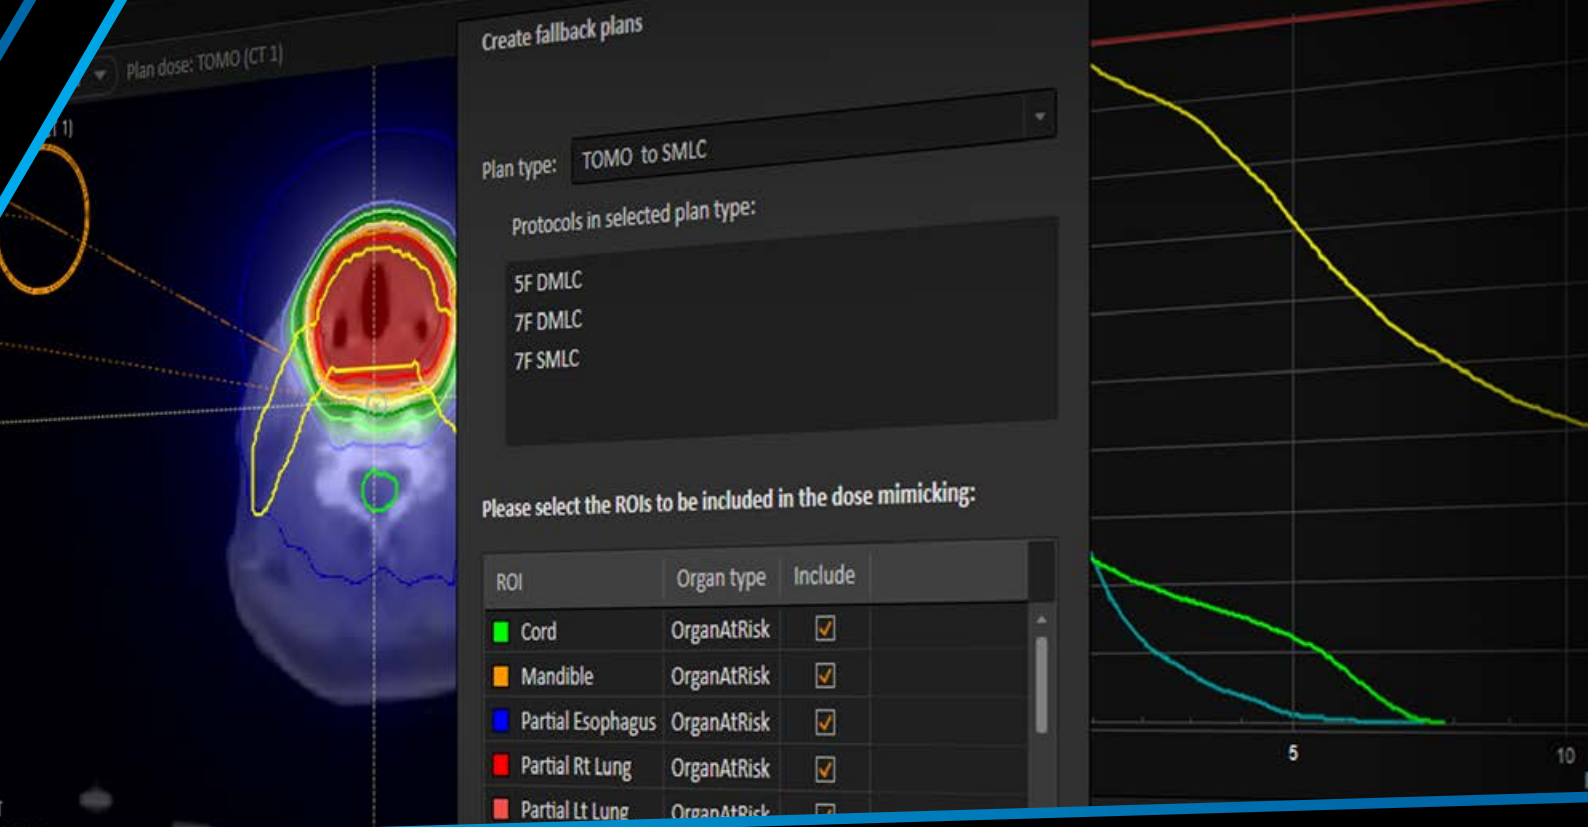 Plan dose: TOMO (CT 1)
1)
Create fallback plans
Plan type: TOMO to SMLC
Protocols in selected plan type:
5F DMLC
7F DMLC
7F SMLC
Please select the ROIs to be included in the dose mimicking:
ROI Organ type Include
Cord OrganAtRisk
Mandible OrganAtRisk
Partial Esophagus OrganAtRisk
Partial Rt Lung OrganAtRisk
Partial Lt Lung OrganAtRisk
5 10